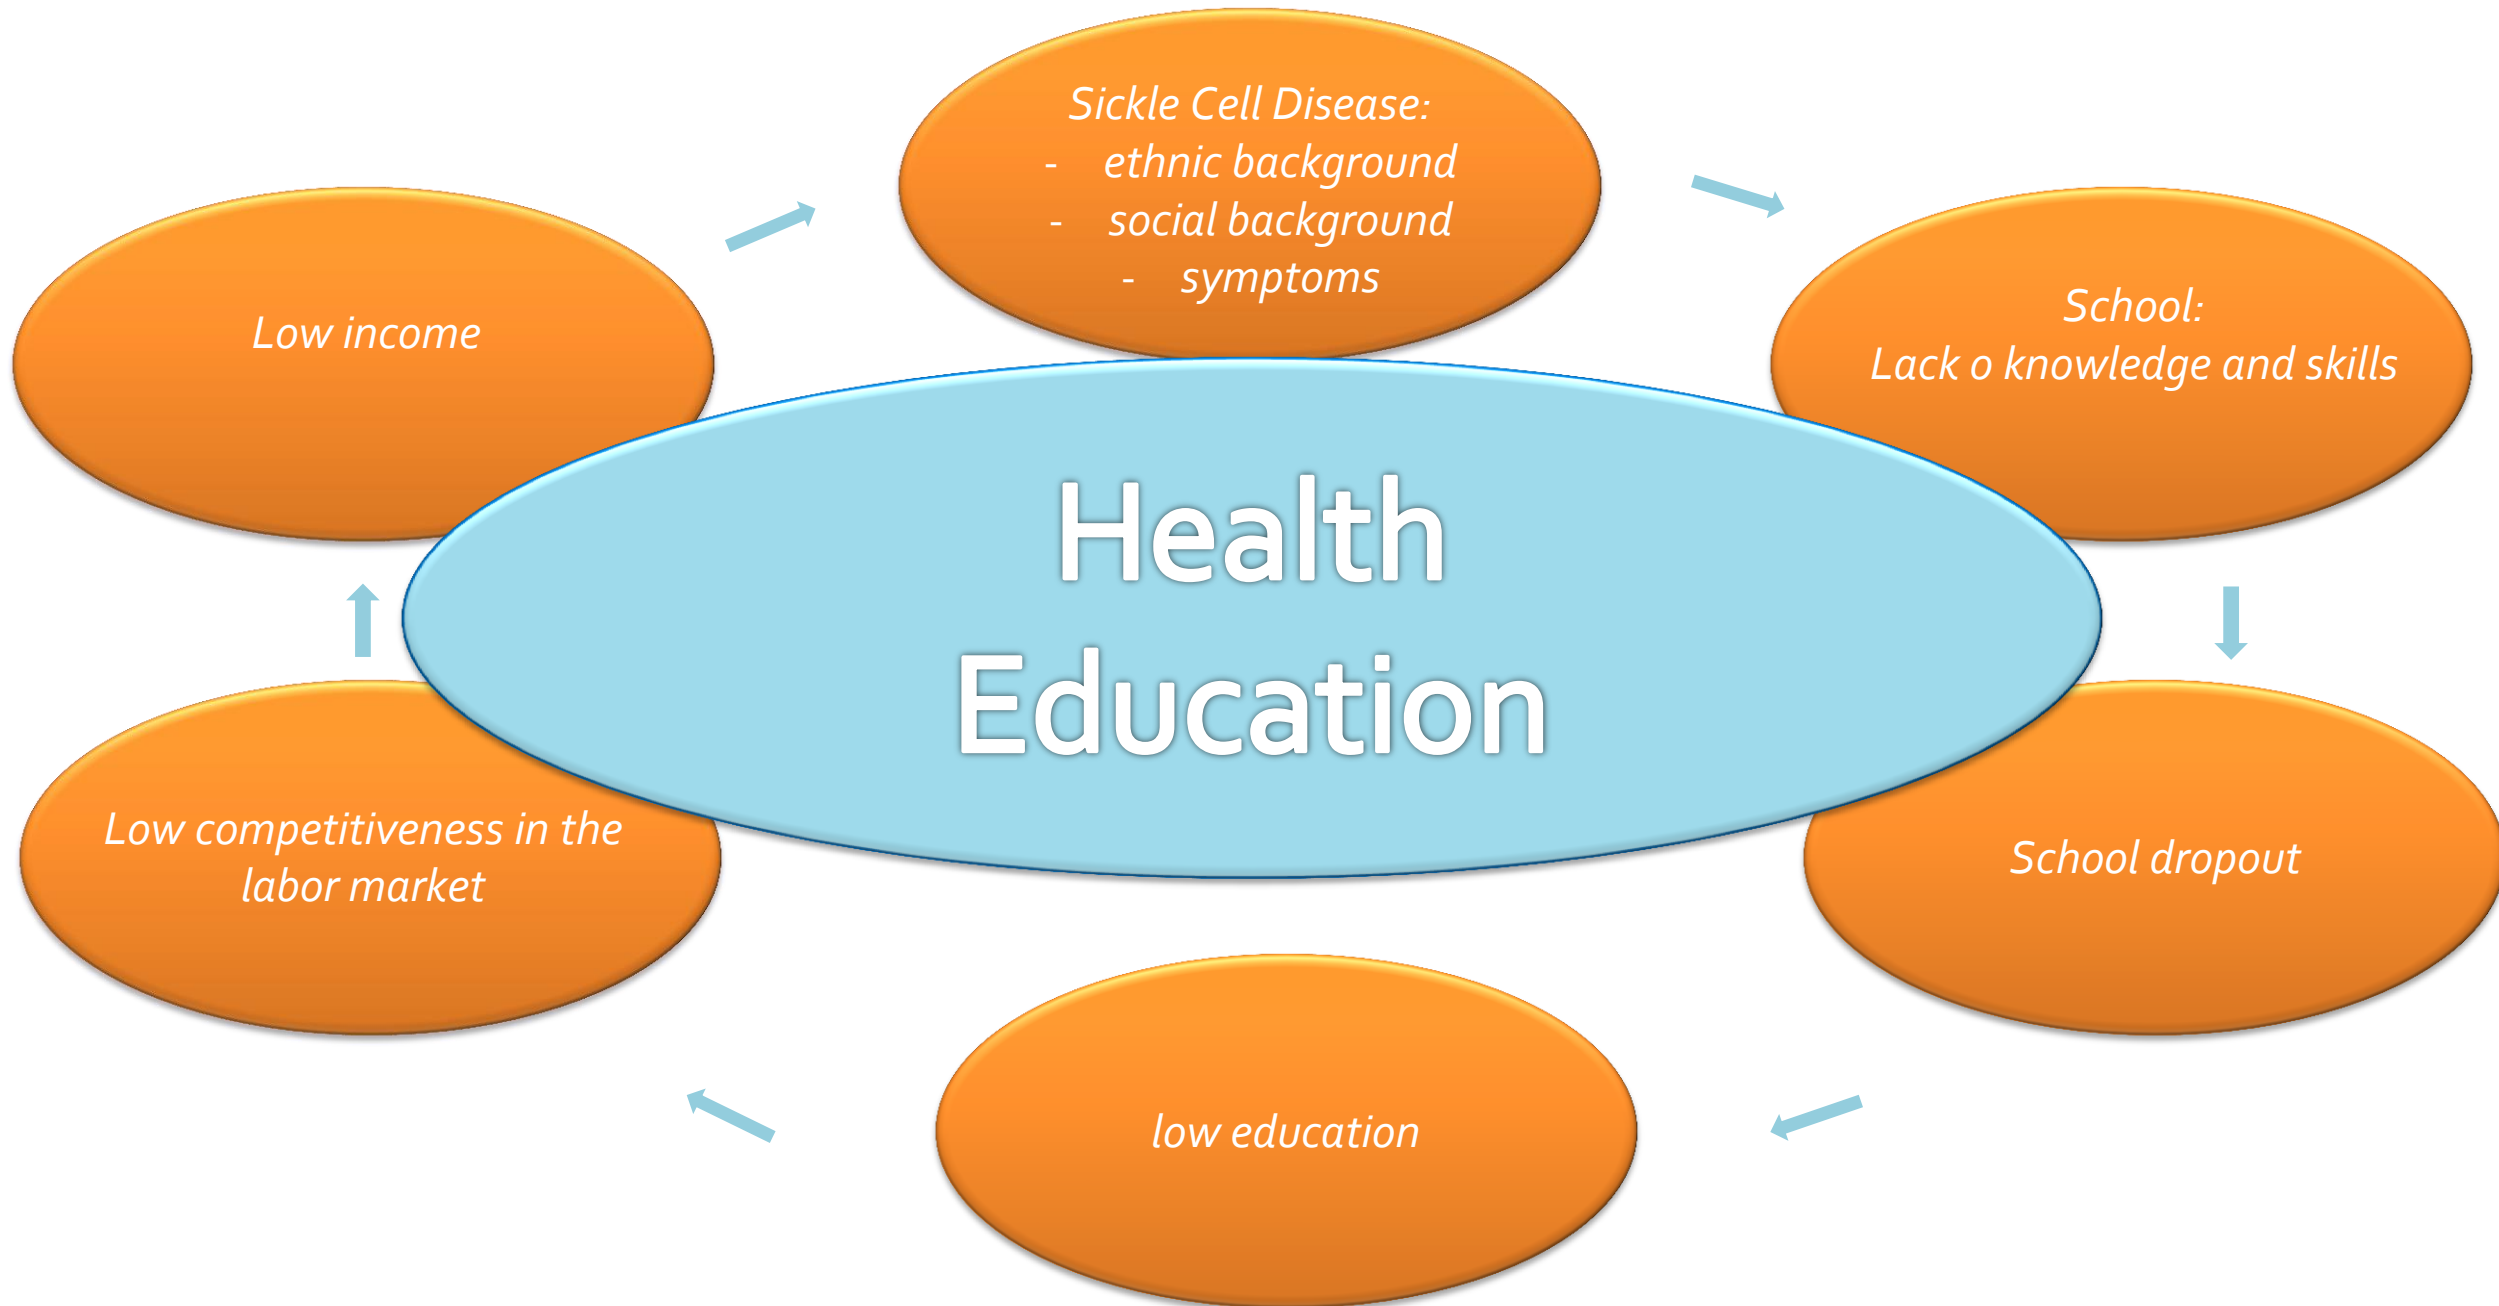 Sickle Cell Disease:
- ethnic background
- social background
- symptoms
School:
Lack o knowledge and skills
School dropout
low education
Low competitiveness in the
labor market
Low income
Health
Education